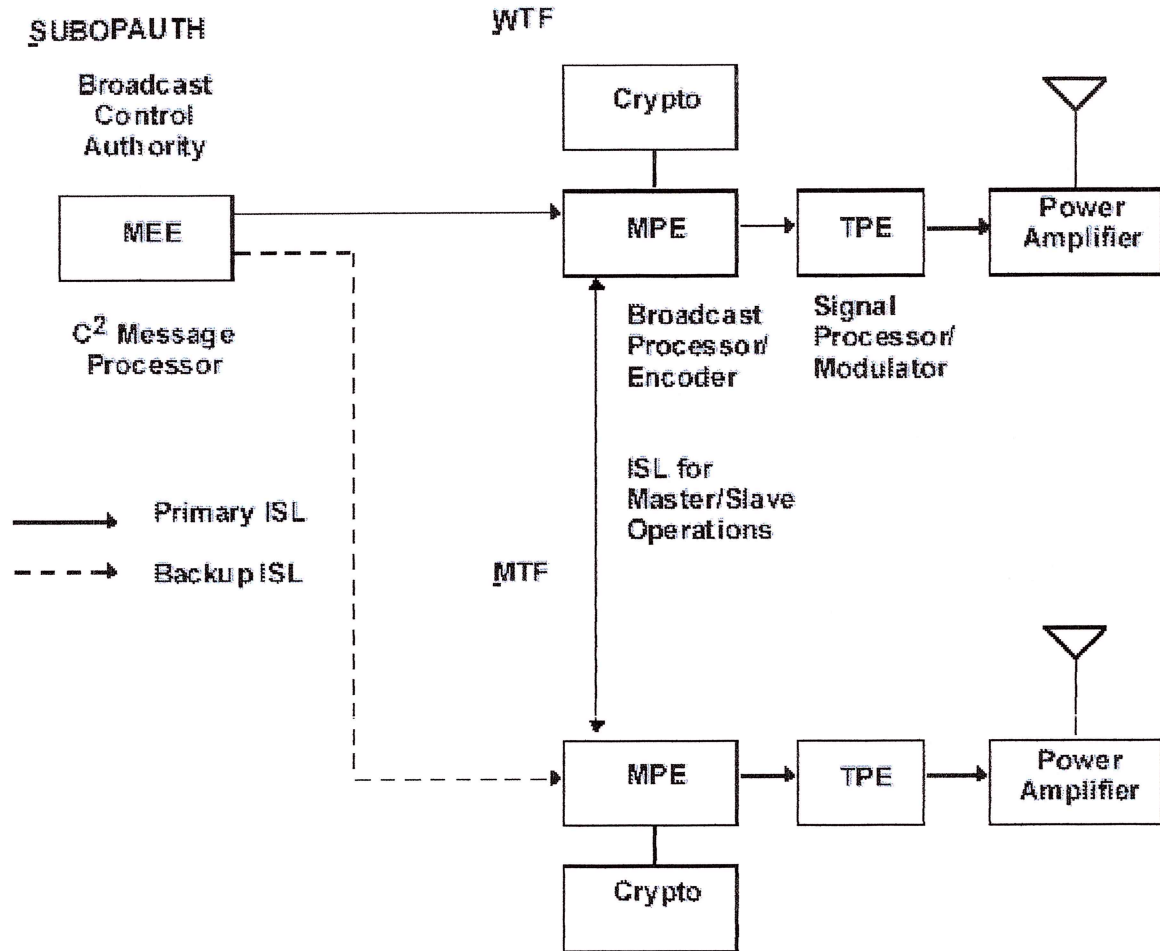 SUBOPAUTH
WTF
Broadcast
Control
Authority
Crypto
MEE
MPE
TPE
Power
Amplifier
C² Message
Processor
Broadcast
Processor/
Encoder
Signal
Processor/
Modulator
ISL for
Master/Slave
Operations
Primary ISL
Backup ISL
MTF
MPE
TPE
Power
Amplifier
Crypto